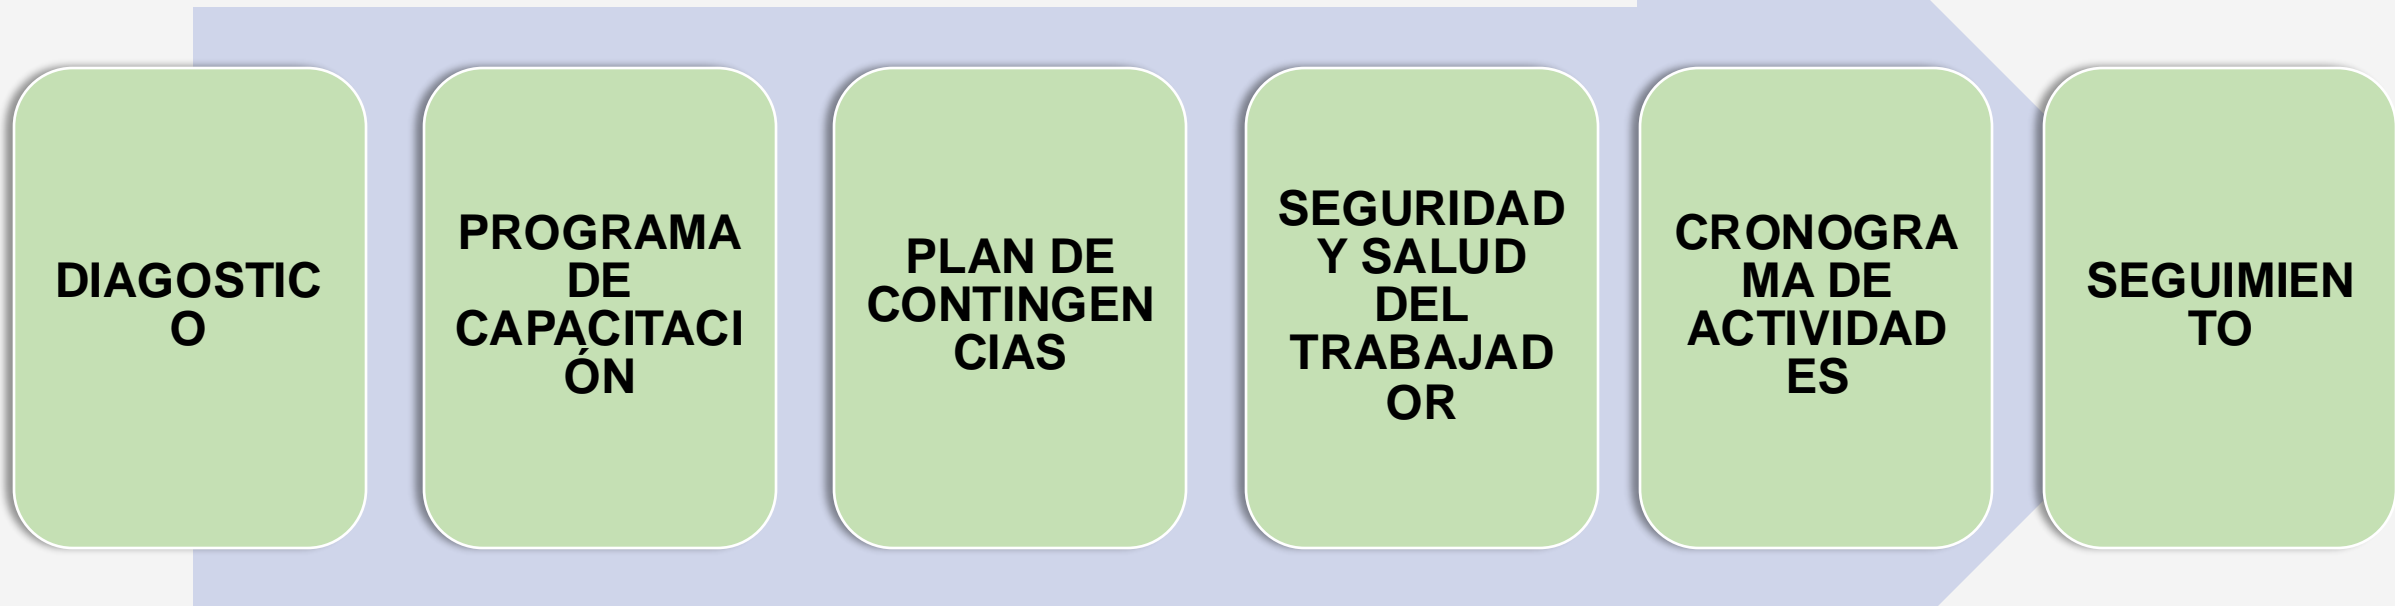 DIAGOSTIC
O
PROGRAMA
DE
CAPACITACI
ÓN
PLAN DE
CONTINGEN
CIAS
SEGURIDAD
Y SALUD
DEL
TRABAJAD
OR
CRONOGRA
MA DE
ACTIVIDAD
ES
SEGUIMIEN
TO